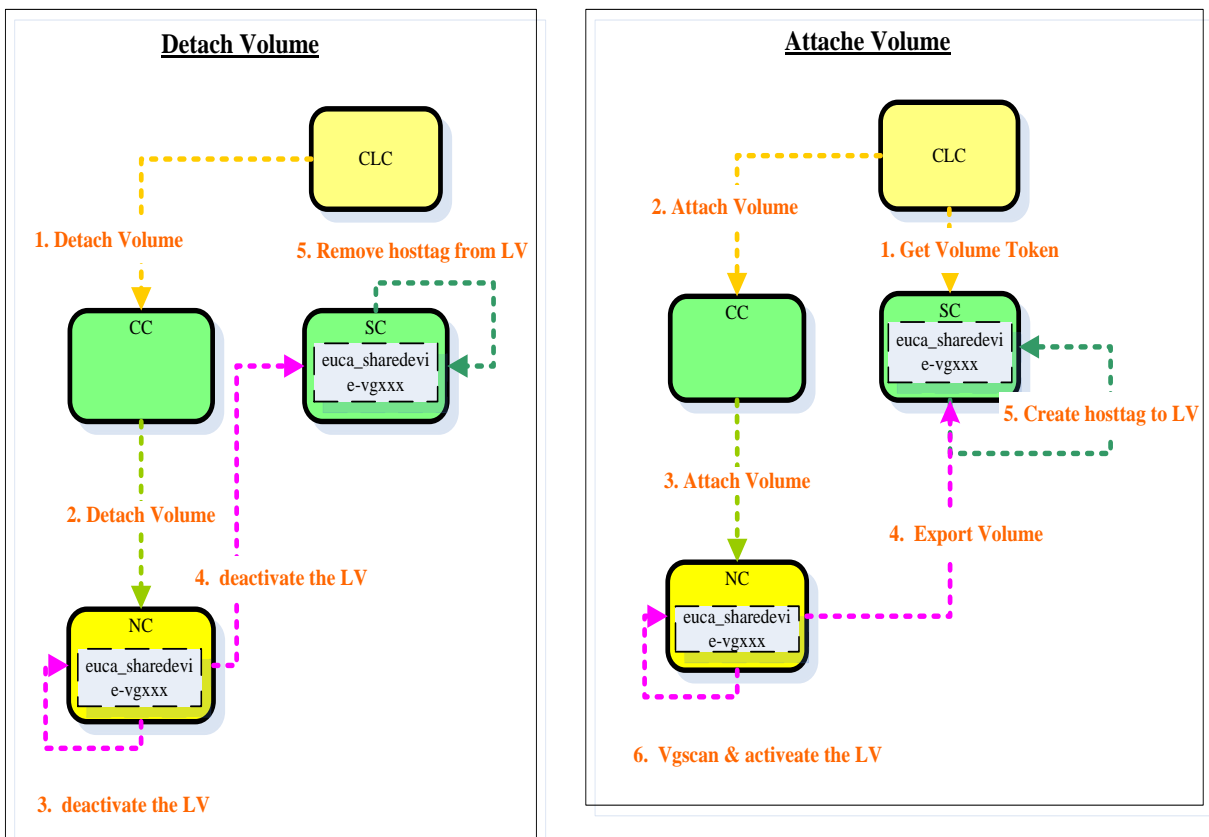 Detach Volume
CLC
1. Detach Volume
5. Remove hosttag from LV
CC
SC
euca_sharedevi
e-vgxxx
2. Detach Volume
4. deactivate the LV
NC
euca_sharedevi
e-vgxxx
3. deactivate the LV
Attache Volume
CLC
2. Attach Volume
1. Get Volume Token
CC
SC
euca_sharedevi
e-vgxxx
5. Create hosttag to LV
3. Attach Volume
4. Export Volume
NC
euca_sharedevi
e-vgxxx
6. Vgscan & activeate the LV